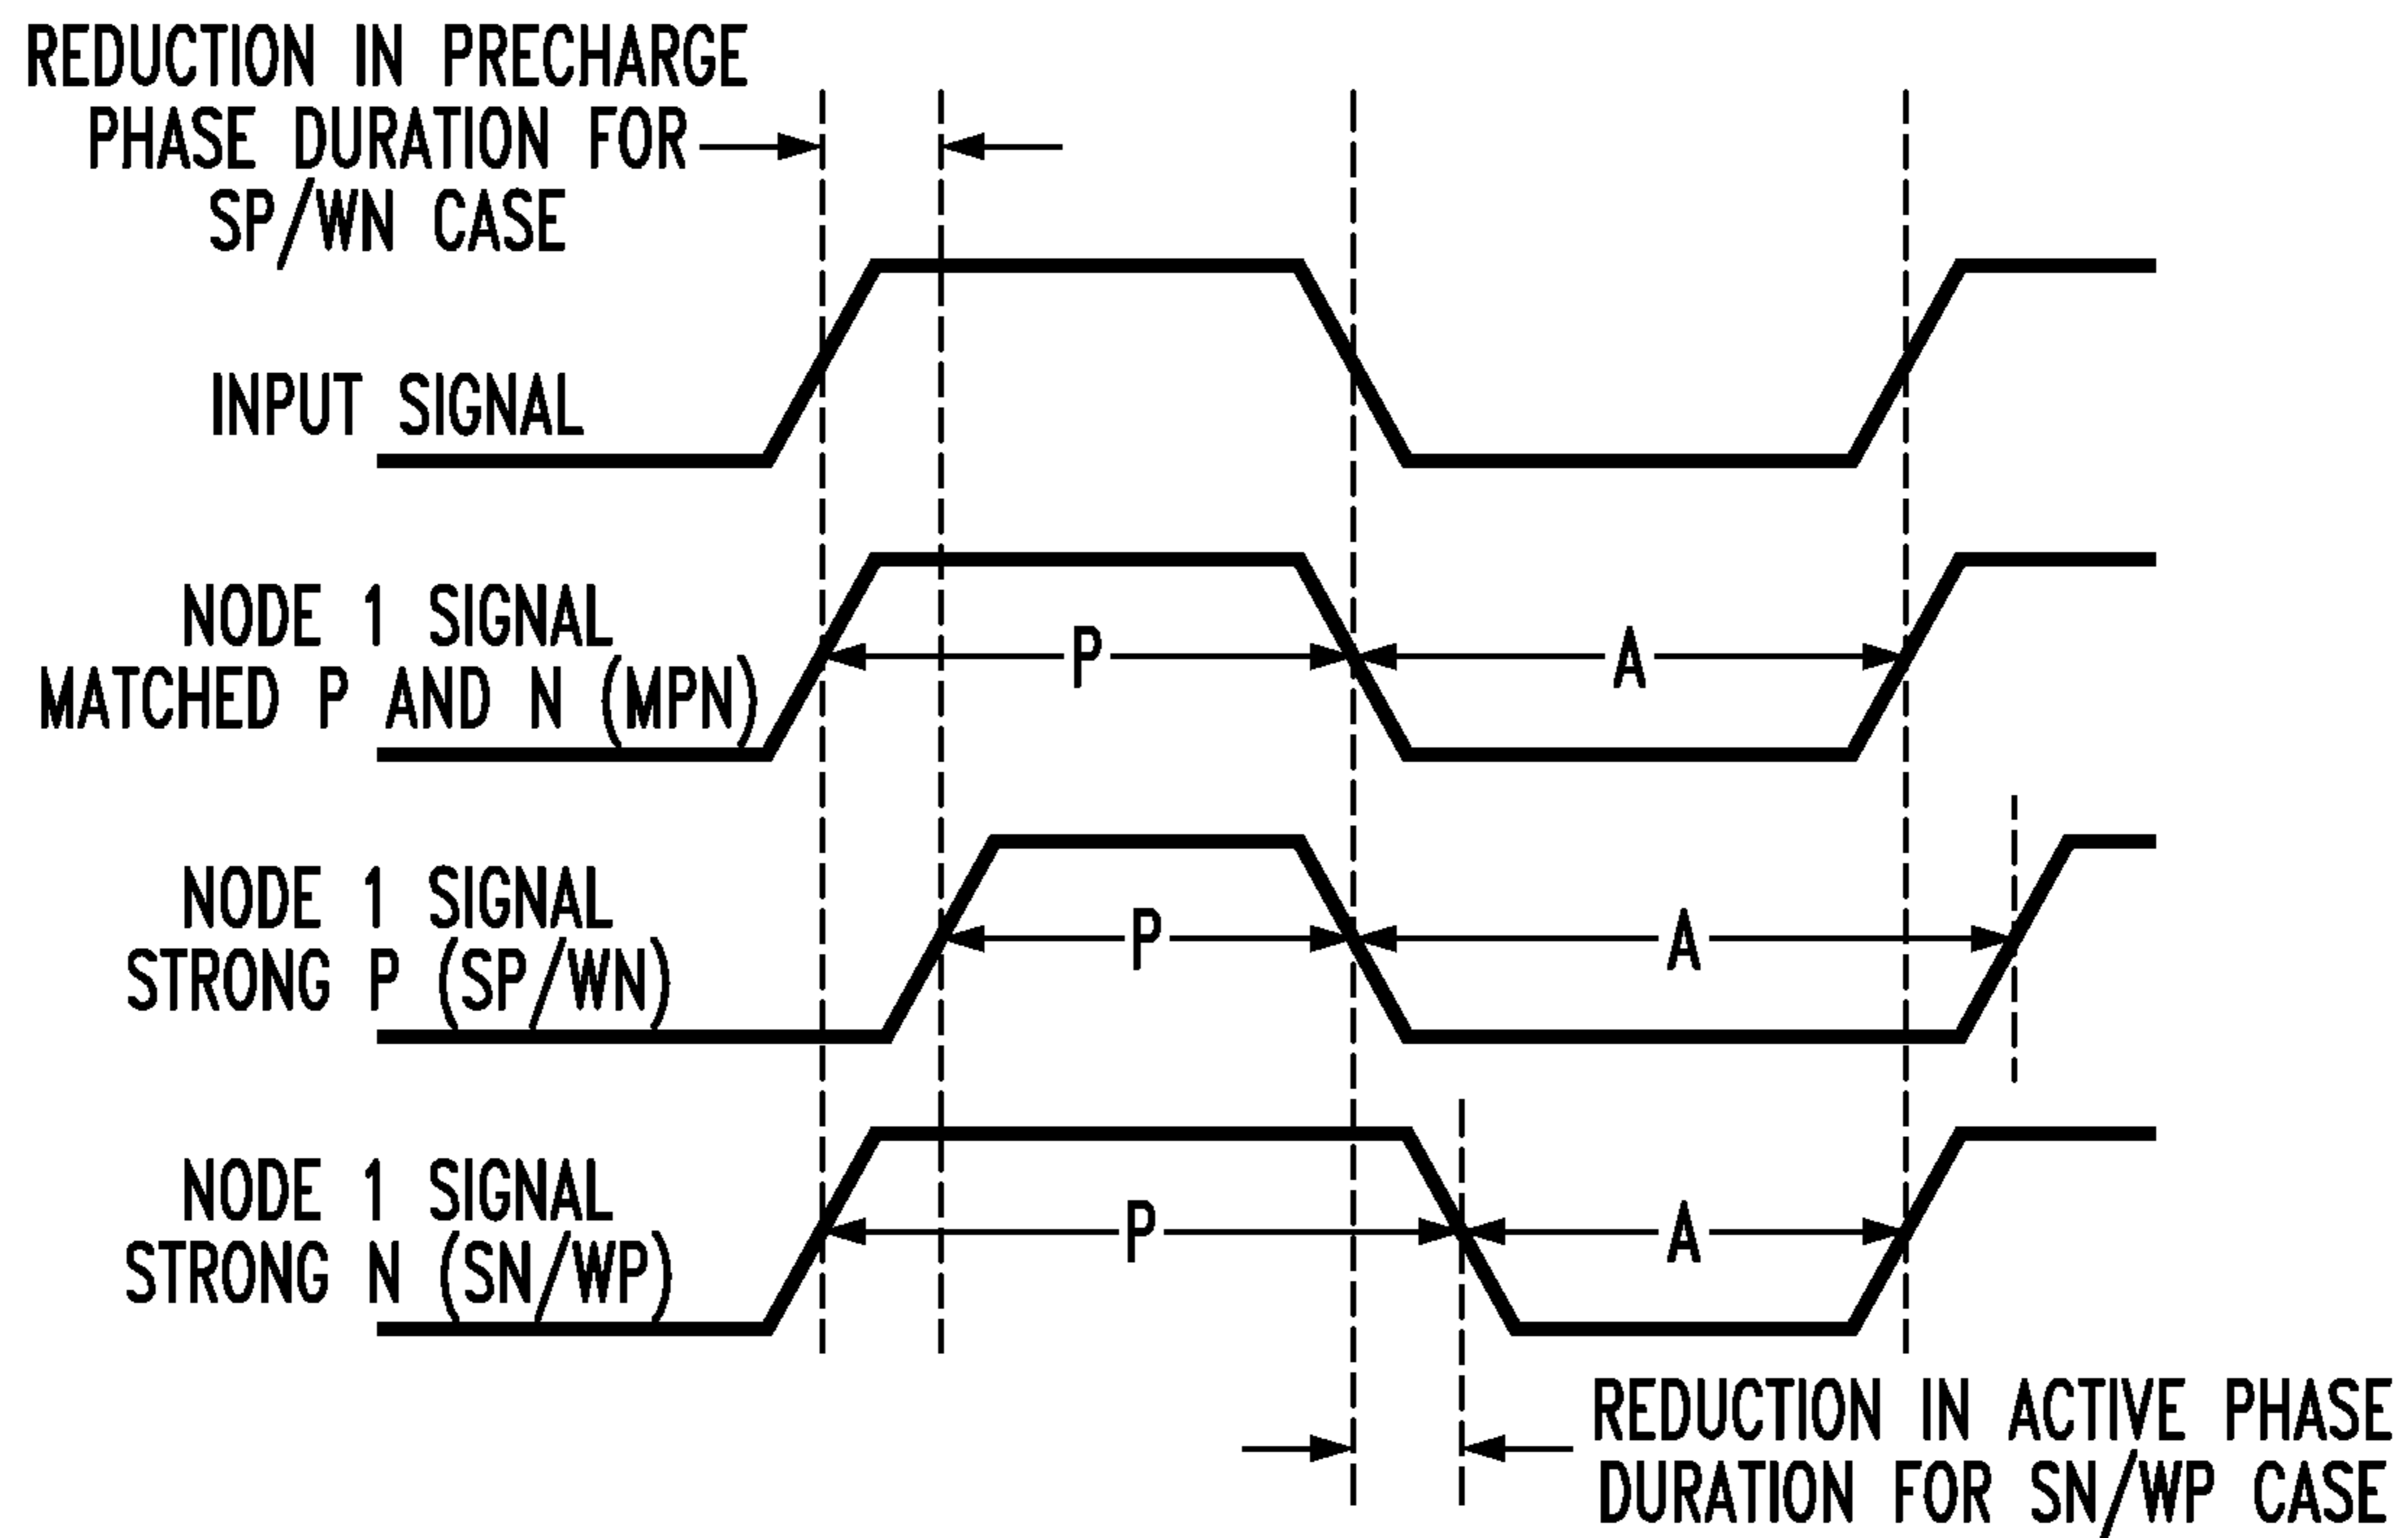 REDUCTION IN PRECHARGE
PHASE DURATION FOR
SP/WN CASE
INPUT SIGNAL
NODE 1 SIGNAL
MATCHED P AND N (MPN)
P
A
NODE 1 SIGNAL
STRONG P (SP/WN)
P
A
NODE 1 SIGNAL
STRONG N (SN/WP)
P
A
REDUCTION IN ACTIVE PHASE
DURATION FOR SN/WP CASE